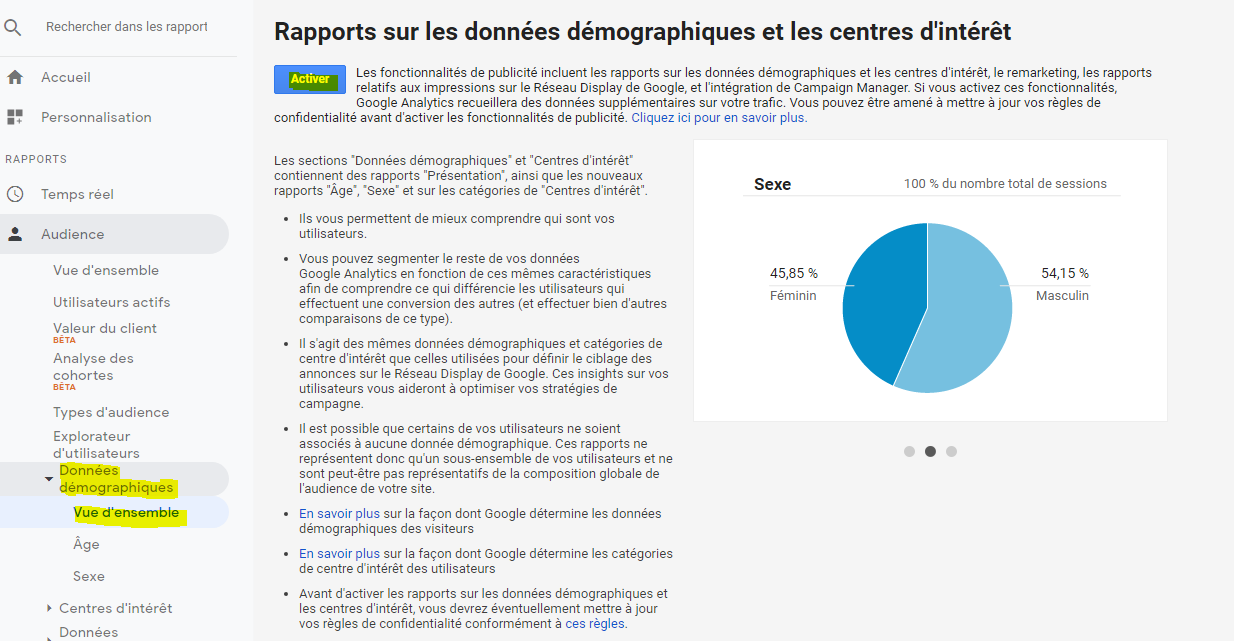 Rechercher dans les rapport
Accueil
Personnalisation
RAPPORTS
Temps réel
Audience
Vue d'ensemble
Utilisateurs actifs
Valeur du client
BÊTA
Analyse des
cohortes
BÊTA
Types d'audience
Explorateur
d'utilisateurs
Données
démographiques
Vue d'ensemble
Âge
Sexe
Centres d'intérêt
Données
Rapports sur les données démographiques et les centres d'intérêt
Activer
Les fonctionnalités de publicité incluent les rapports sur les données démographiques et les centres d'intérêt, le remarketing, les rapports
relatifs aux impressions sur le Réseau Display de Google, et l'intégration de Campaign Manager. Si vous activez ces fonctionnalités,
Google Analytics recueillera des données supplémentaires sur votre trafic. Vous pouvez être amené à mettre à jour vos règles de
confidentialité avant d'activer les fonctionnalités de publicité. Cliquez ici pour en savoir plus.
Les sections "Données démographiques" et "Centres d'intérêt"
contiennent des rapports "Présentation", ainsi que les nouveaux
rapports "Âge", "Sexe" et sur les catégories de "Centres d'intérêt".
• Ils vous permettent de mieux comprendre qui sont vos
utilisateurs.
• Vous pouvez segmenter le reste de vos données
Google Analytics en fonction de ces mêmes caractéristiques
afin de comprendre ce qui différencie les utilisateurs qui
effectuent une conversion des autres (et effectuer bien d'autres
comparaisons de ce type).
• Il s'agit des mêmes données démographiques et catégories de
centre d'intérêt que celles utilisées pour définir le ciblage des
annonces sur le Réseau Display de Google. Ces insights sur vos
utilisateurs vous aideront à optimiser vos stratégies de
campagne.
• Il est possible que certains de vos utilisateurs ne soient
associés à aucune donnée démographique. Ces rapports ne
représentent donc qu'un sous-ensemble de vos utilisateurs et ne
sont peut-être pas représentatifs de la composition globale de
l'audience de votre site.
• En savoir plus sur la façon dont Google détermine les données
démographiques des visiteurs
• En savoir plus sur la façon dont Google détermine les catégories
de centre d'intérêt des utilisateurs
• Avant d'activer les rapports sur les données démographiques et
les centres d'intérêt, vous devrez éventuellement mettre à jour
vos règles de confidentialité conformément à ces règles.
Sexe
100 % du nombre total de sessions
45,85 %
Féminin
54,15 %
Masculin